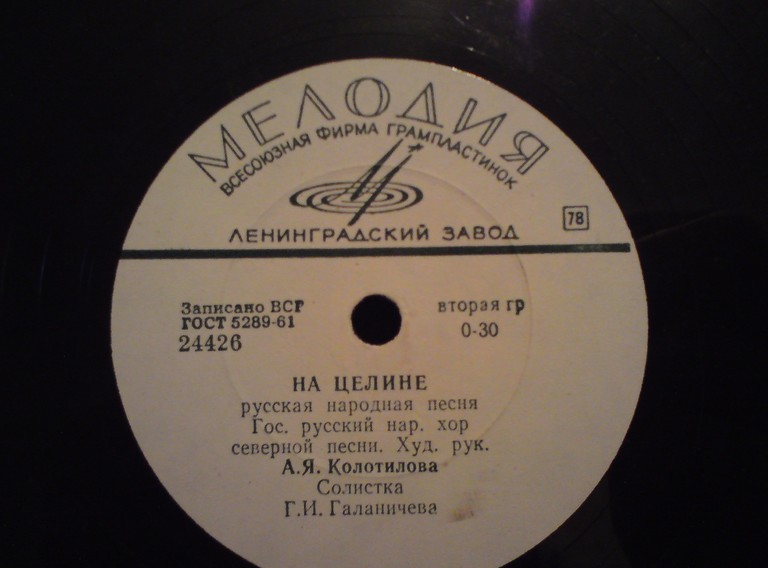 МЕЛОДИЯ
ВСЕСОЮЗНАЯ ФИРМА ГРАМПЛАСТИНОК
ЛЕНИНГРАДСКИЙ ЗАВОД
78
Записано ВСГ
вторая гр
ГОСТ 5289-61
0-30
24426
НА ЦЕЛИНЕ
русская народная песня
Гос. русский нар. хор
северной песни. Худ. рук.
А.Я. Колотилова
Солистка
Г.И. Галаничева